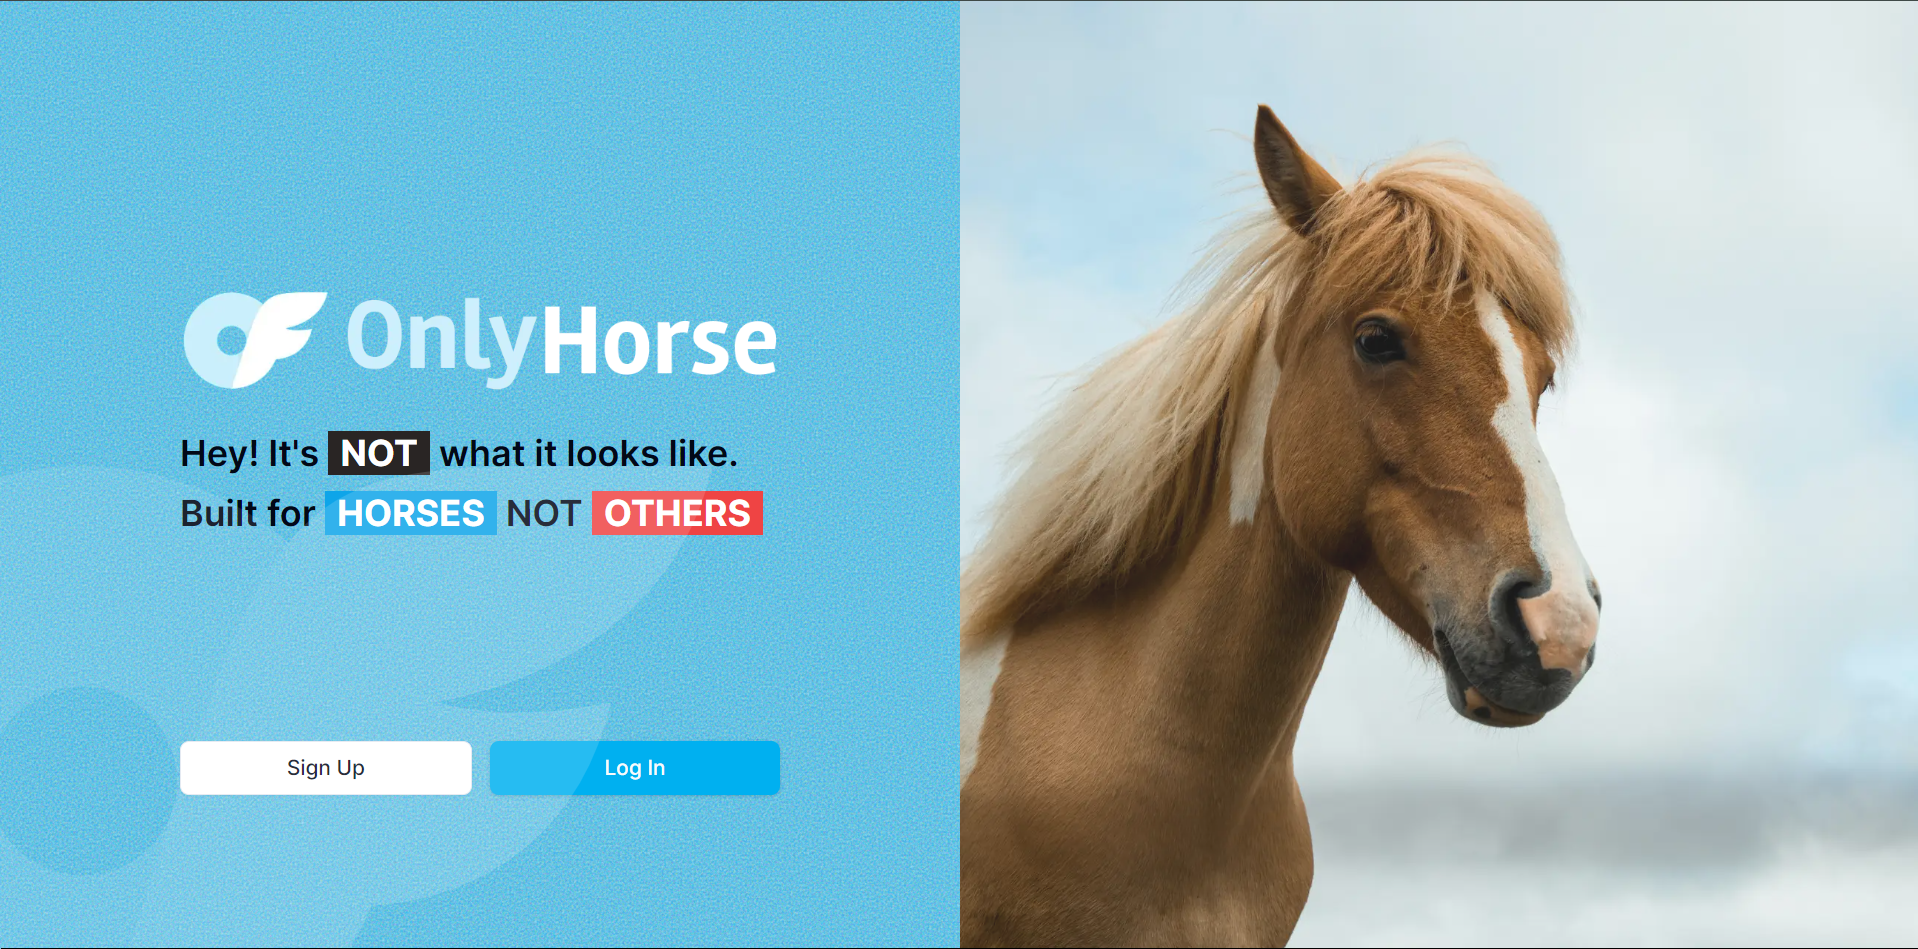 OnlyHorse
Hey! It's NOT what it looks like.
Built for HORSES NOT OTHERS
Sign Up
Log In